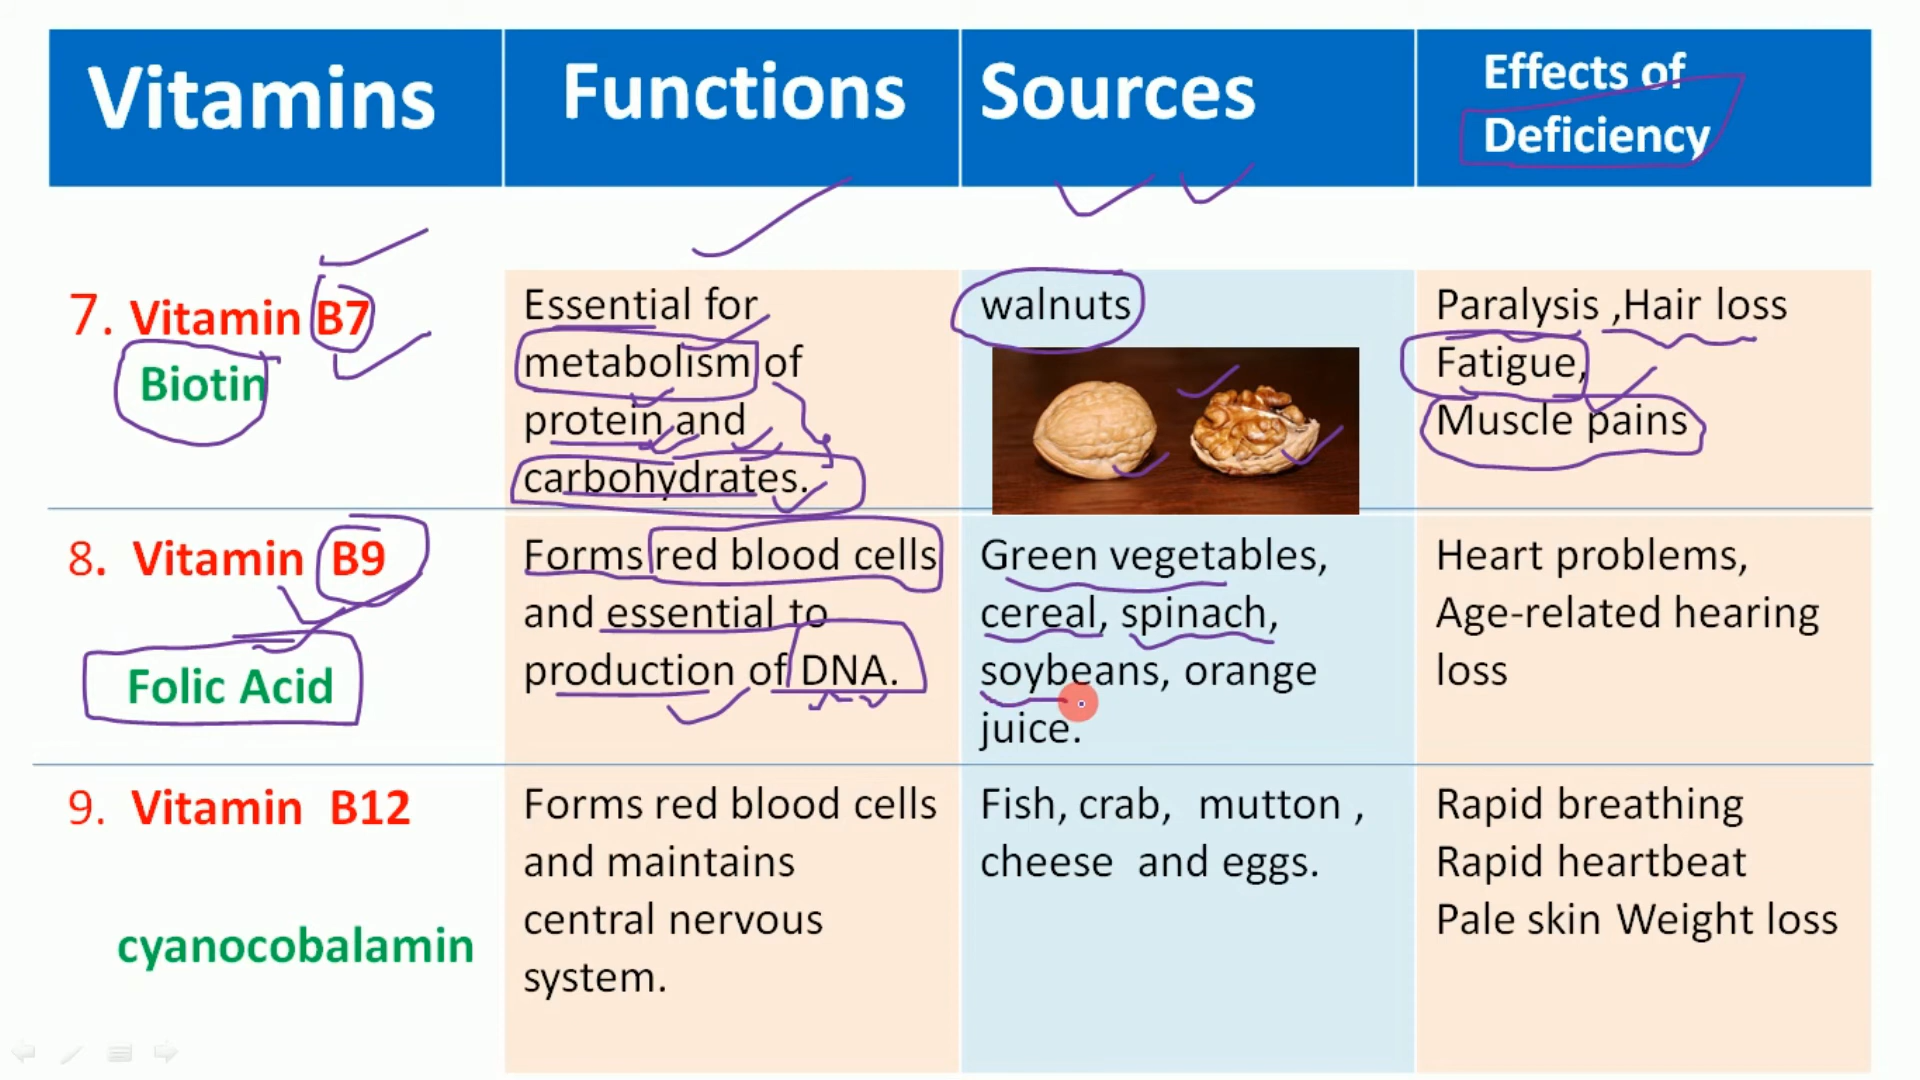 Vitamins
Functions
Sources
Effects of
Deficiency
7. Vitamin B7
Biotin
Essential for
metabolism of
protein and
carbohydrates.
walnuts
Paralysis ,Hair loss
Fatigue,
Muscle pains
8. Vitamin B9
Folic Acid
Forms red blood cells
and essential to
production of DNA.
Green vegetables,
cereal, spinach,
soybeans, orange
juice.
Heart problems,
Age-related hearing
loss
9. Vitamin B12
cyanocobalamin
Forms red blood cells
and maintains
central nervous
system.
Fish, crab, mutton ,
cheese and eggs.
Rapid breathing
Rapid heartbeat
Pale skin Weight loss